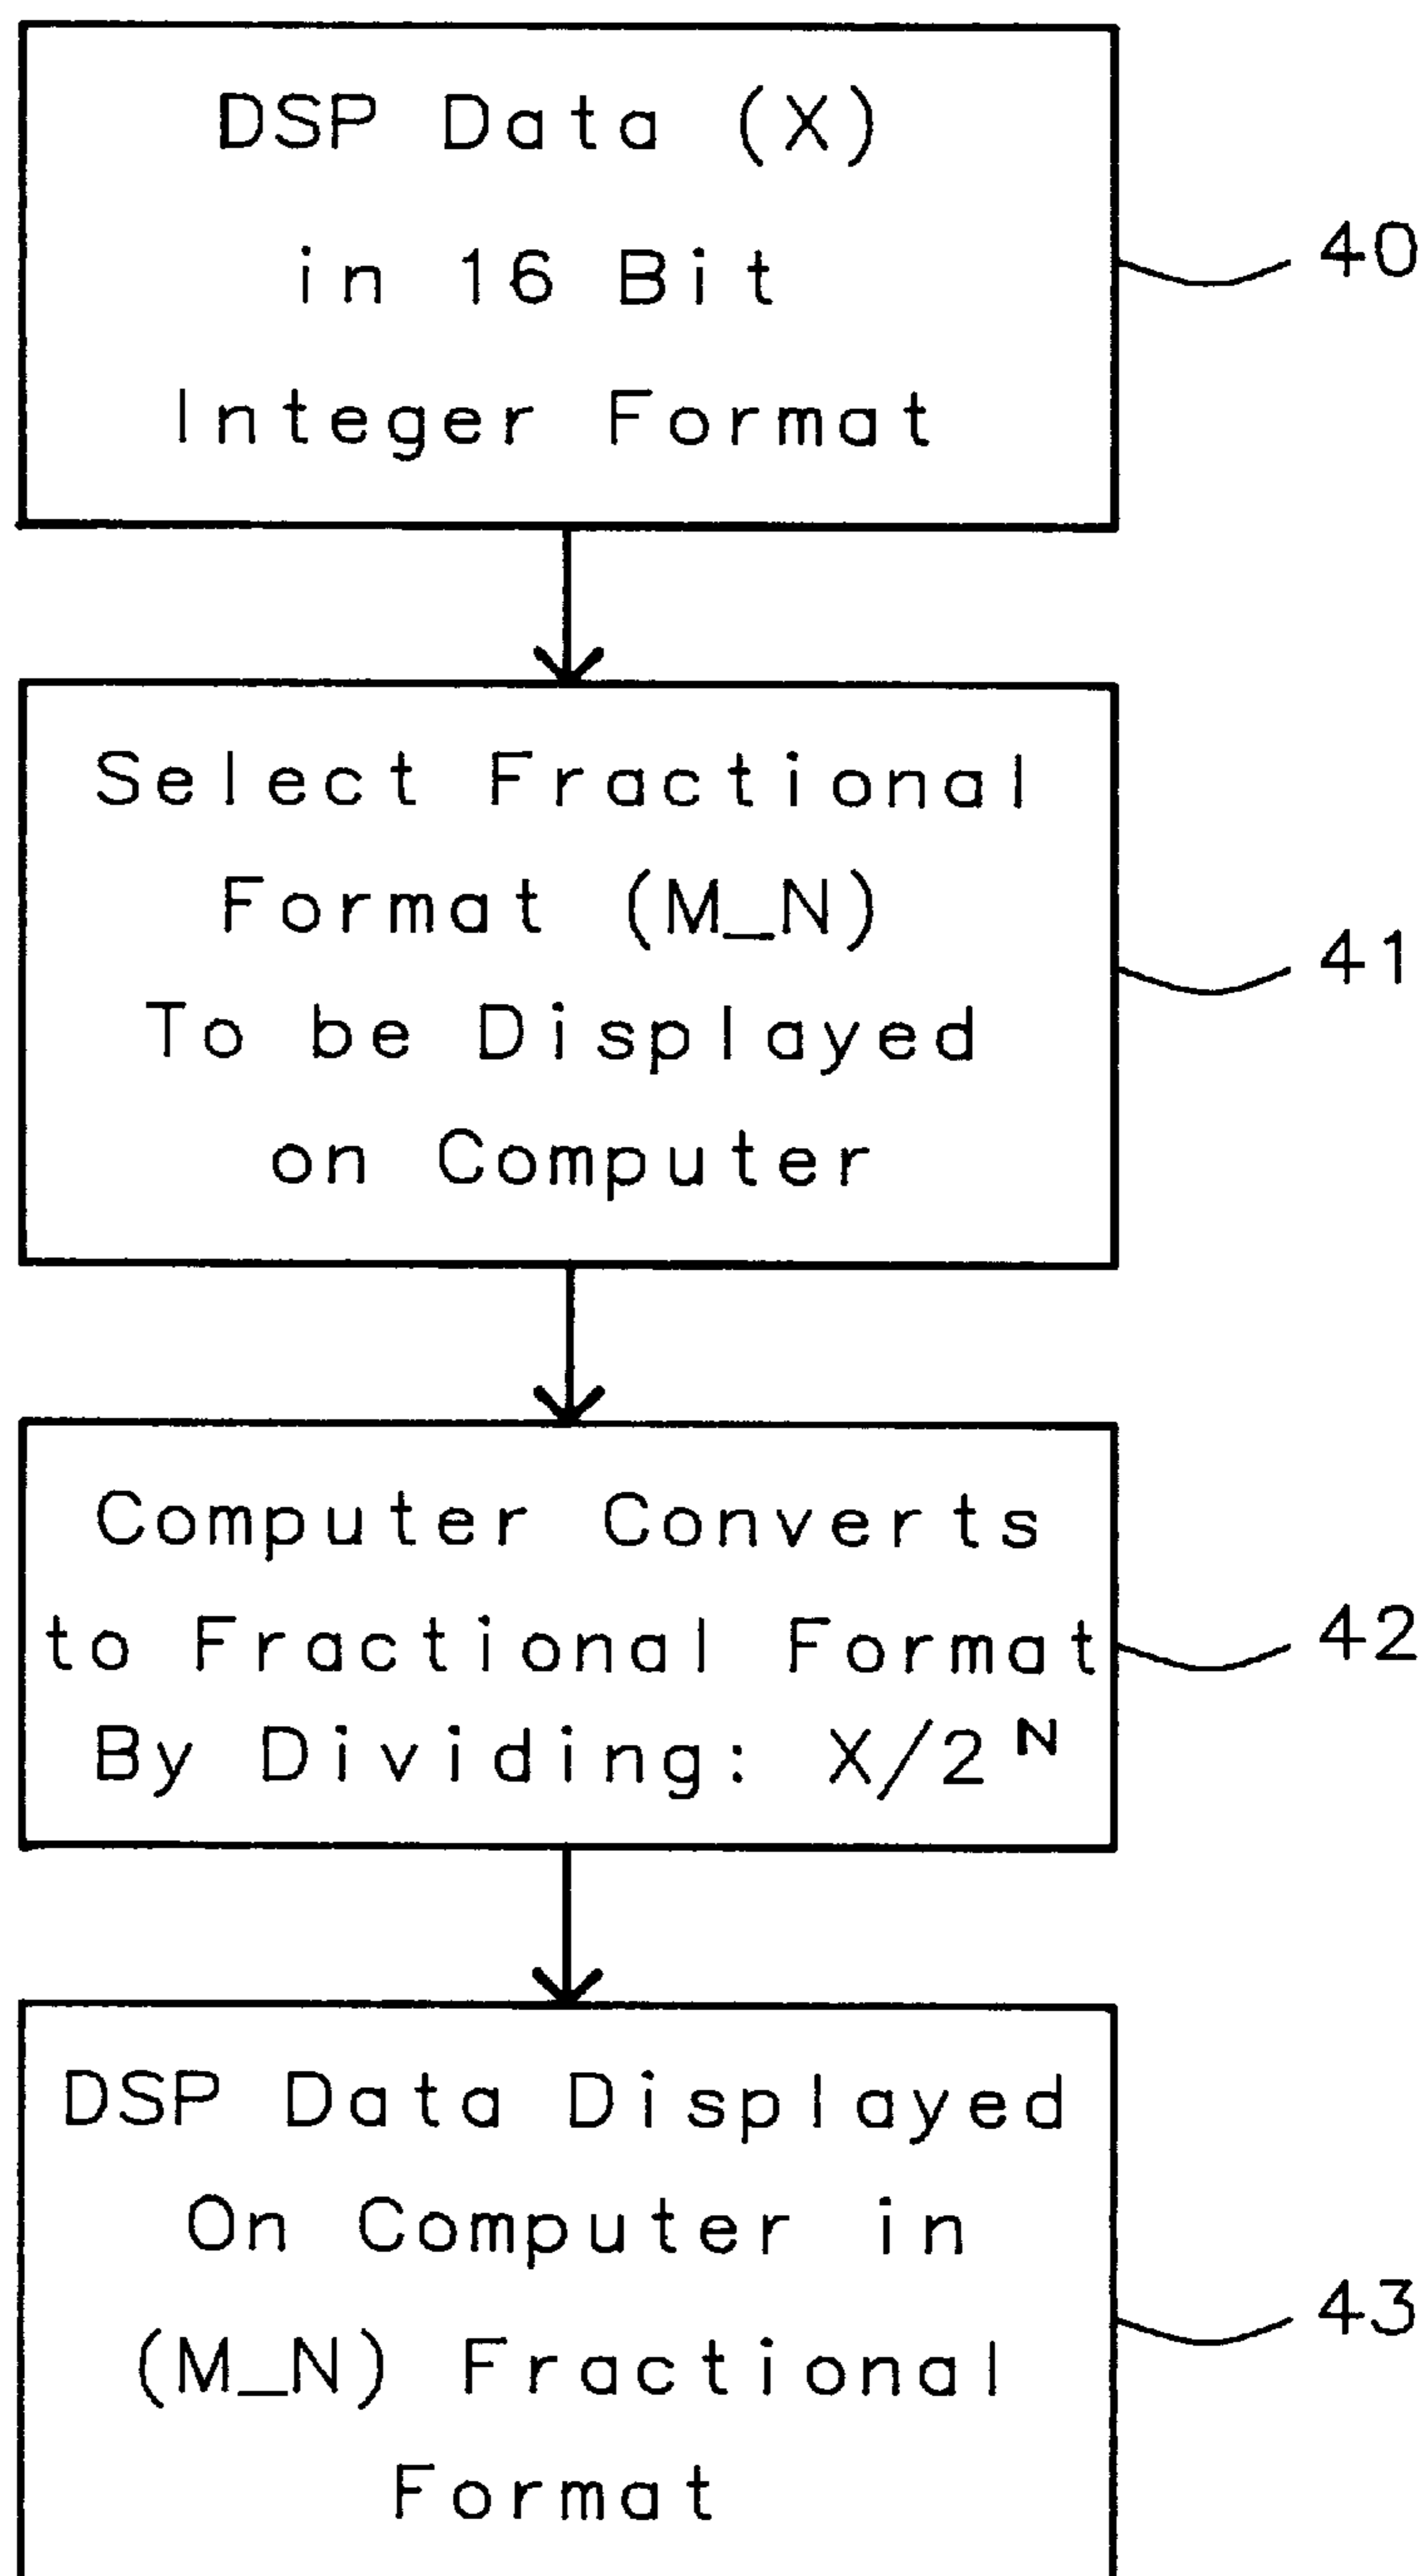 DSP Data (X)
in 16 Bit
Integer Format
40
Select Fractional
Format (M_N)
To be Displayed
on Computer
41
Computer Converts
to Fractional Format
By Dividing: X/2ᴺ
42
DSP Data Displayed
On Computer in
(M_N) Fractional
Format
43